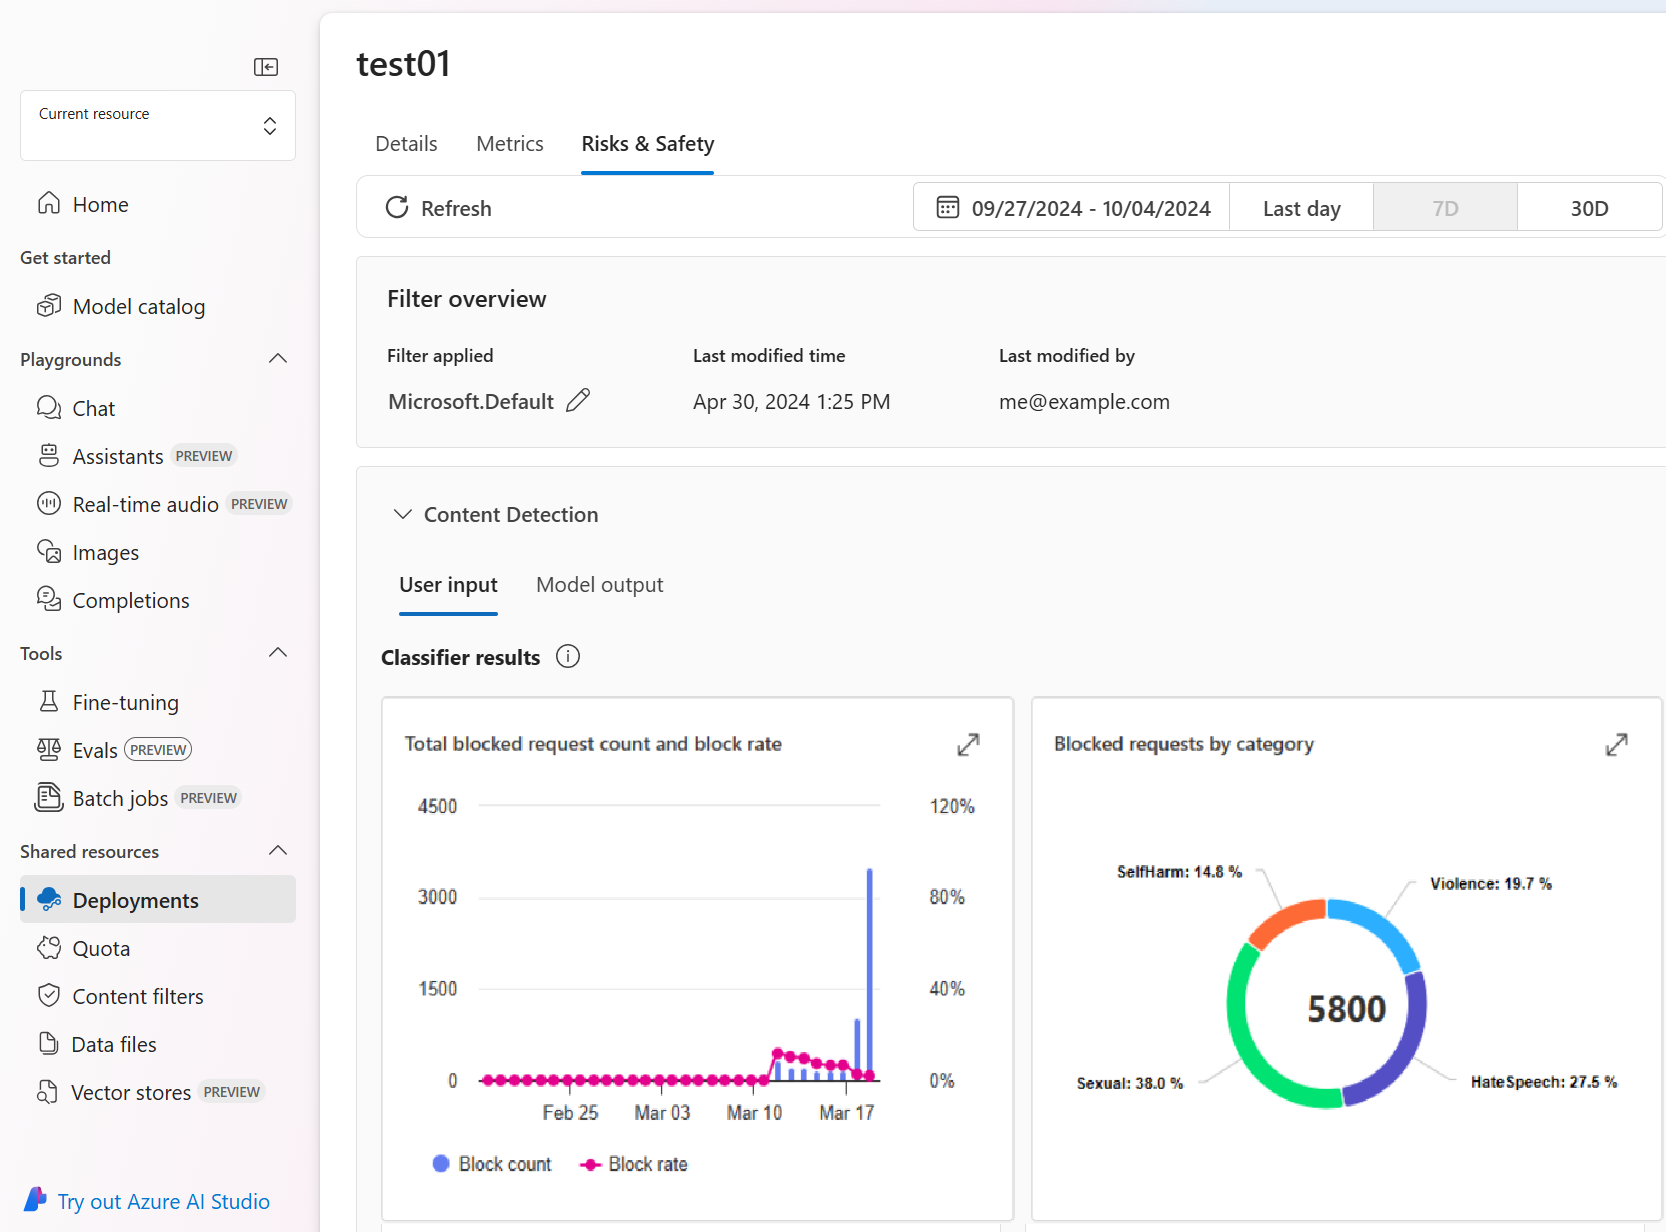 Current resource
Home
Get started
Model catalog
Playgrounds
Chat
Assistants PREVIEW
Real-time audio PREVIEW
Images
Completions
Tools
Fine-tuning
Evals PREVIEW
Batch jobs PREVIEW
Shared resources
Deployments
Quota
Content filters
Data files
Vector stores PREVIEW
Try out Azure AI Studio
test01
Details Metrics Risks & Safety
Refresh 09/27/2024 - 10/04/2024 Last day 7D 30D
Filter overview
Filter applied Last modified time Last modified by
Microsoft.Default Apr 30, 2024 1:25 PM me@example.com
Content Detection
User input Model output
Classifier results
Total blocked request count and block rate
4500 120%
3000 80%
1500 40%
0 0%
Feb 25 Mar 03 Mar 10 Mar 17
Block count Block rate
Blocked requests by category
SelfHarm: 14.8 %
Violence: 19.7 %
5800
Sexual: 38.0 %
HateSpeech: 27.5 %